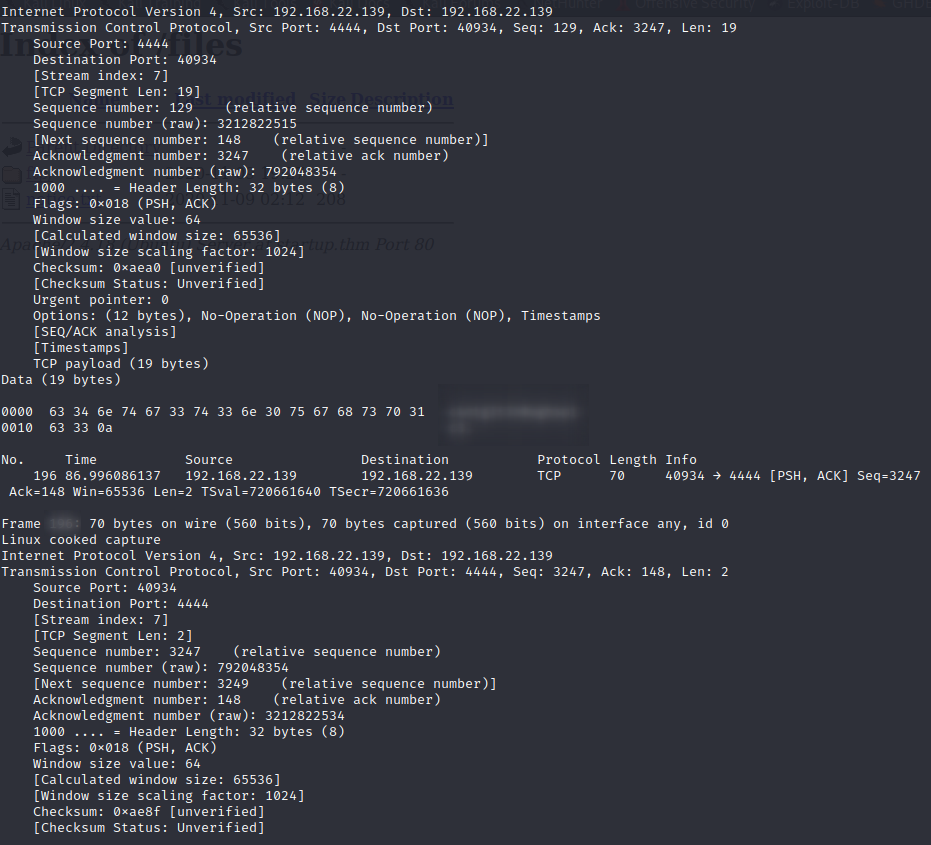 Internet Protocol Version 4, Src: 192.168.22.139, Dst: 192.168.22.139
Transmission Control Protocol, Src Port: 4444, Dst Port: 40934, Seq: 129, Ack: 3247, Len: 19
Source Port: 4444
Destination Port: 40934
[Stream index: 7]
[TCP Segment Len: 19]
Sequence number: 129 (relative sequence number)
Sequence number (raw): 3212822515
[Next sequence number: 148 (relative sequence number)]
Acknowledgment number: 3247 (relative ack number)
Acknowledgment number (raw): 792048354
1000 .... = Header Length: 32 bytes (8)
Flags: 0×018 (PSH, ACK)
Window size value: 64
[Calculated window size: 65536]
[Window size scaling factor: 1024]
Checksum: 0×aea0 [unverified]
[Checksum Status: Unverified]
Urgent pointer: 0
Options: (12 bytes), No-Operation (NOP), No-Operation (NOP), Timestamps
[SEQ/ACK analysis]
[Timestamps]
TCP payload (19 bytes)
Data (19 bytes)
0000 63 34 6e 74 67 33 74 33 6e 30 75 67 68 73 70 31
0010 63 33 0a
No. Time Source Destination Protocol Length Info
196 86.996086137 192.168.22.139 192.168.22.139 TCP 70 40934 → 4444 [PSH, ACK] Seq=3247
Ack=148 Win=65536 Len=2 TSval=720661640 TSecr=720661636
Frame : 70 bytes on wire (560 bits), 70 bytes captured (560 bits) on interface any, id 0
Linux cooked capture
Internet Protocol Version 4, Src: 192.168.22.139, Dst: 192.168.22.139
Transmission Control Protocol, Src Port: 40934, Dst Port: 4444, Seq: 3247, Ack: 148, Len: 2
Source Port: 40934
Destination Port: 4444
[Stream index: 7]
[TCP Segment Len: 2]
Sequence number: 3247 (relative sequence number)
Sequence number (raw): 792048354
[Next sequence number: 3249 (relative sequence number)]
Acknowledgment number: 148 (relative ack number)
Acknowledgment number (raw): 3212822534
1000 .... = Header Length: 32 bytes (8)
Flags: 0×018 (PSH, ACK)
Window size value: 64
[Calculated window size: 65536]
[Window size scaling factor: 1024]
Checksum: 0×ae8f [unverified]
[Checksum Status: Unverified]